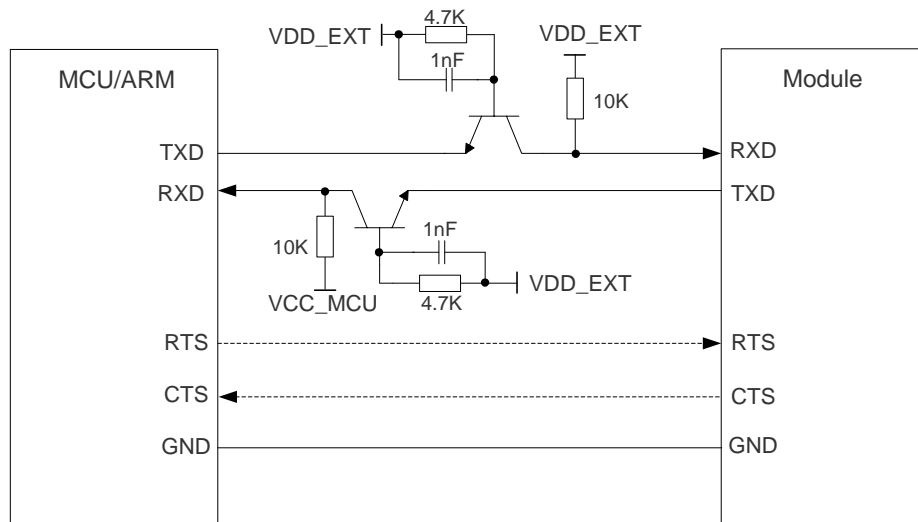 4.7K
VDD_EXT
VDD_EXT
1nF
MCU/ARM
Module
10K
TXD
RXD
RXD
TXD
1nF
10K
VDD_EXT
VCC_MCU
4.7K
RTS
RTS
CTS
CTS
GND
GND